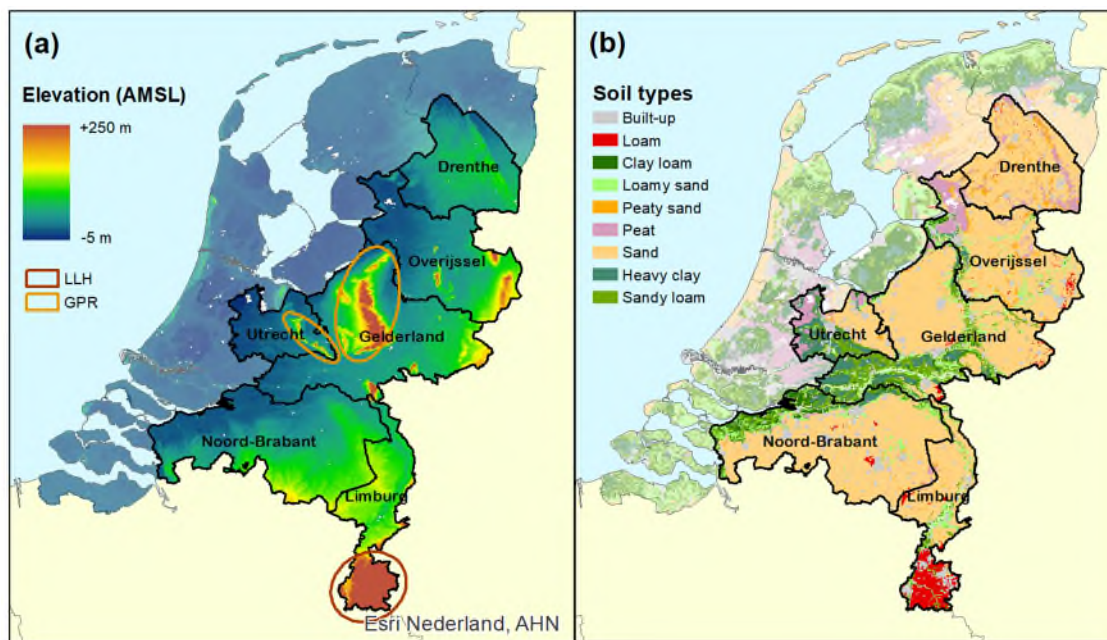 (a)
Elevation (AMSL)
+250 m
-5 m
LLH
GPR
Drenthe
Overijssel
Utrecht
Gelderland
Noord-Brabant
Limburg
Esri Nederland, AHN
(b)
Soil types
Built-up
Loam
Clay loam
Loamy sand
Peaty sand
Peat
Sand
Heavy clay
Sandy loam
Drenthe
Overijssel
Utrecht
Gelderland
Noord-Brabant
Limburg